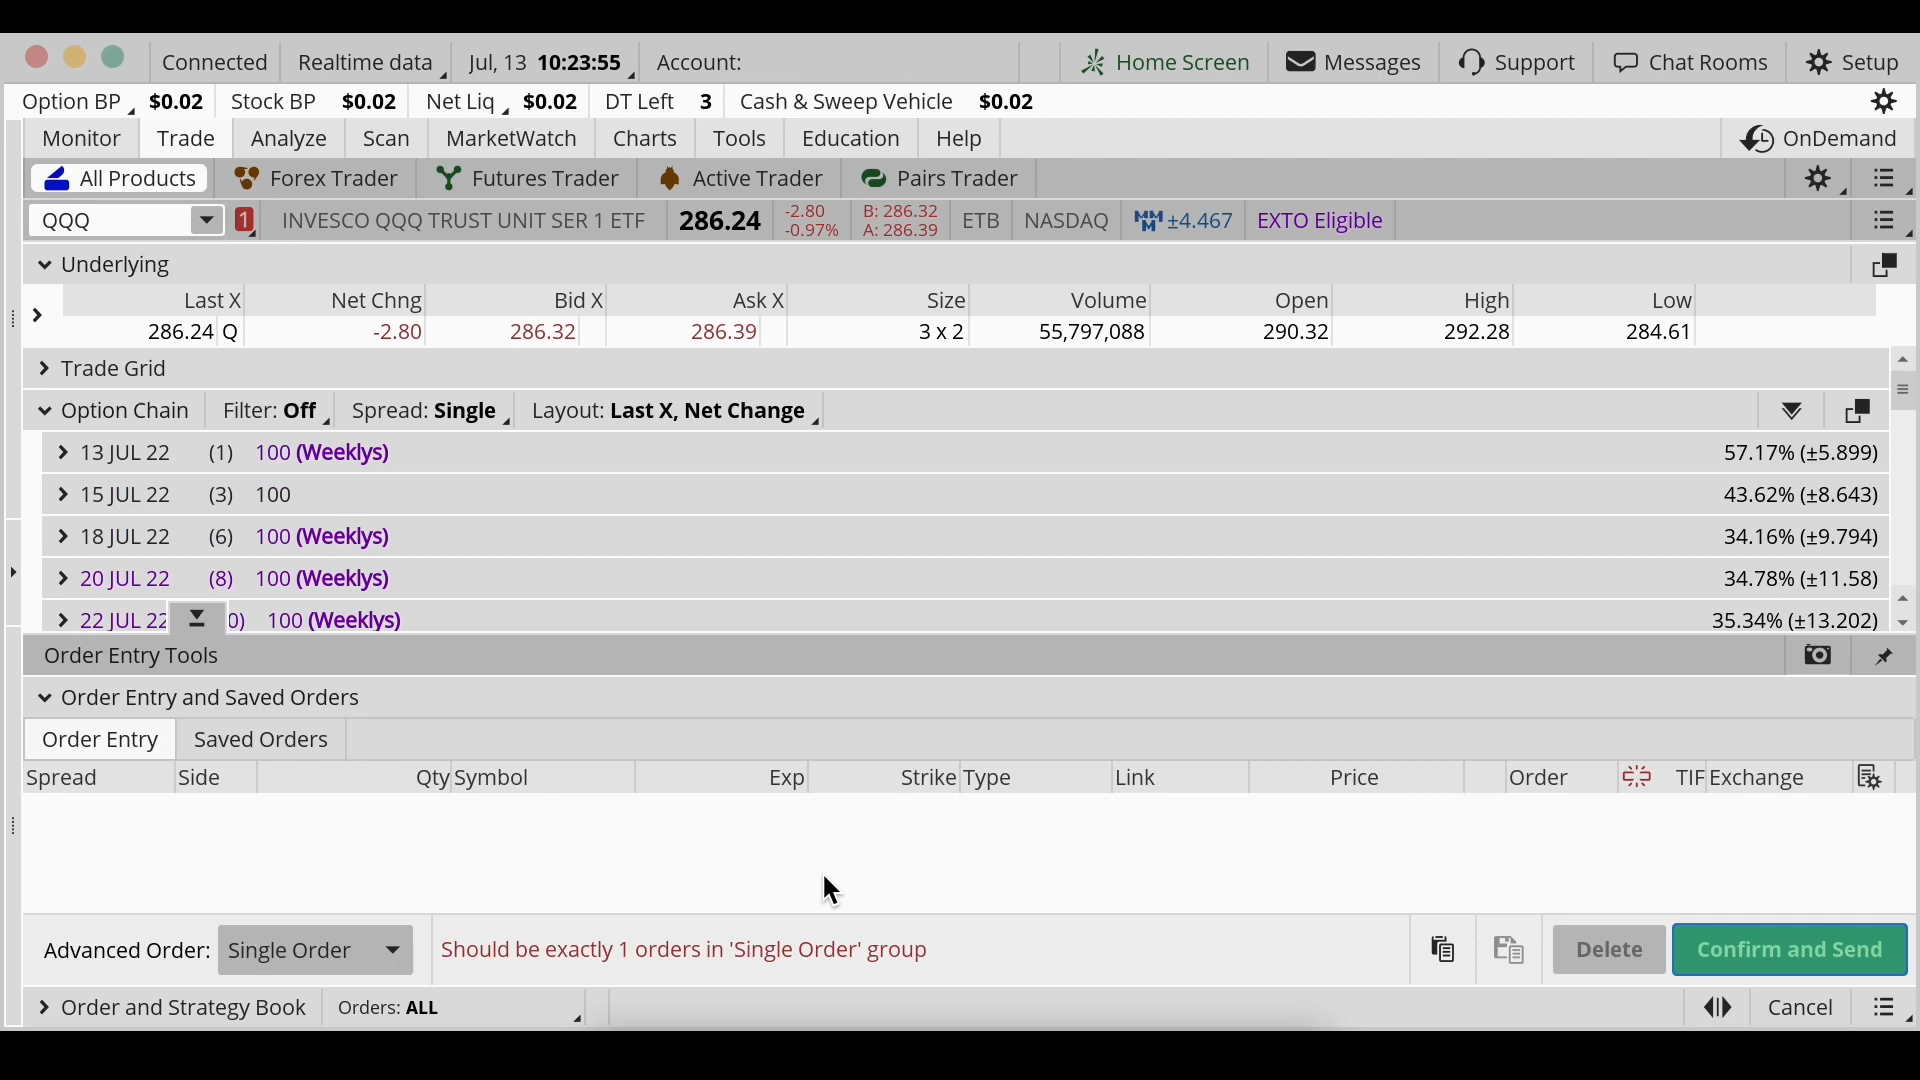 Connected Realtime data Jul, 13 10:23:55 Account: Home Screen Messages Support Chat Rooms Setup
Option BP $0.02 Stock BP $0.02 Net Liq $0.02 DT Left 3 Cash & Sweep Vehicle $0.02
Monitor Trade Analyze Scan MarketWatch Charts Tools Education Help OnDemand
All Products Forex Trader Futures Trader Active Trader Pairs Trader
QQQ 1 INVESCO QQQ TRUST UNIT SER 1 ETF 286.24 -2.80 B: 286.32 ETB NASDAQ MMM ±4.467 EXTO Eligible
-0.97% A: 286.39
Underlying
Last X Net Chng Bid X Ask X Size Volume Open High Low
286.24 Q -2.80 286.32 286.39 3 x 2 55,797,088 290.32 292.28 284.61
Trade Grid
Option Chain Filter: Off Spread: Single Layout: Last X, Net Change
13 JUL 22 (1) 100 (Weeklys) 57.17% (±5.899)
15 JUL 22 (3) 100 43.62% (±8.643)
18 JUL 22 (6) 100 (Weeklys) 34.16% (±9.794)
20 JUL 22 (8) 100 (Weeklys) 34.78% (±11.58)
22 JUL 22 0) 100 (Weeklys) 35.34% (±13.202)
Order Entry Tools
Order Entry and Saved Orders
Order Entry Saved Orders
Spread Side Qty Symbol Exp Strike Type Link Price Order TIF Exchange
Advanced Order: Single Order Should be exactly 1 orders in 'Single Order' group Delete Confirm and Send
Order and Strategy Book Orders: ALL Cancel